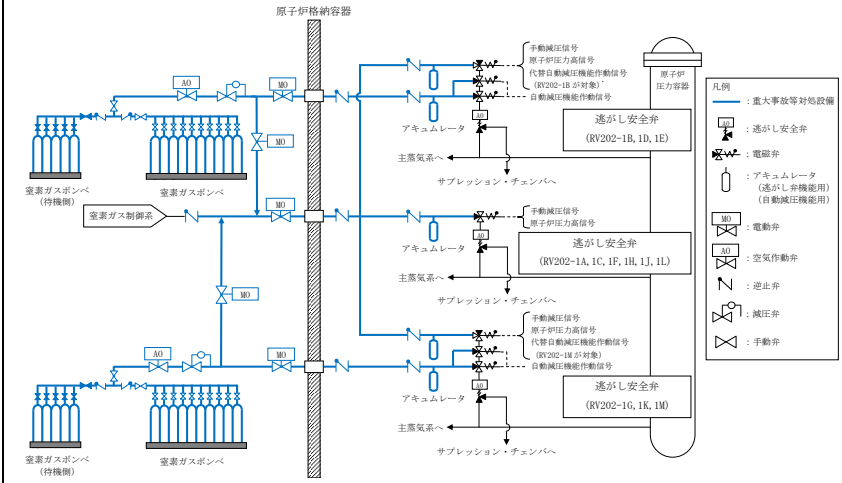 原子炉格納容器
手動減圧信号
原子炉圧力高信号
代替自動減圧機能作動信号
(RV202-1Bが対象)
自動減圧機能作動信号
AO
MO
AO
アキュムレータ
逃がし安全弁
(RV202-1B, 1D, 1E)
主蒸気系へ
サプレッション・チェンバへ
原子炉
圧力容器
MO
窒素ガスボンベ
(待機側)
窒素ガスボンベ
窒素ガス制御系
MO
手動減圧信号
原子炉圧力高信号
アキュムレータ
AO
逃がし安全弁
(RV202-1A, 1C, 1F, 1H, 1J, 1L)
主蒸気系へ
サプレッション・チェンバへ
MO
手動減圧信号
原子炉圧力高信号
代替自動減圧機能作動信号
(RV202-1Mが対象)
自動減圧機能作動信号
AO
MO
アキュムレータ
AO
逃がし安全弁
(RV202-1G, 1K, 1M)
主蒸気系へ
サプレッション・チェンバへ
窒素ガスボンベ
(待機側)
窒素ガスボンベ
凡例
:重大事故等対処設備
AO
:逃がし安全弁
:電磁弁
:アキュムレータ
(逃がし弁機能用)
(自動減圧機能用)
MO
:電動弁
AO
:空気作動弁
:逆止弁
:減圧弁
:手動弁